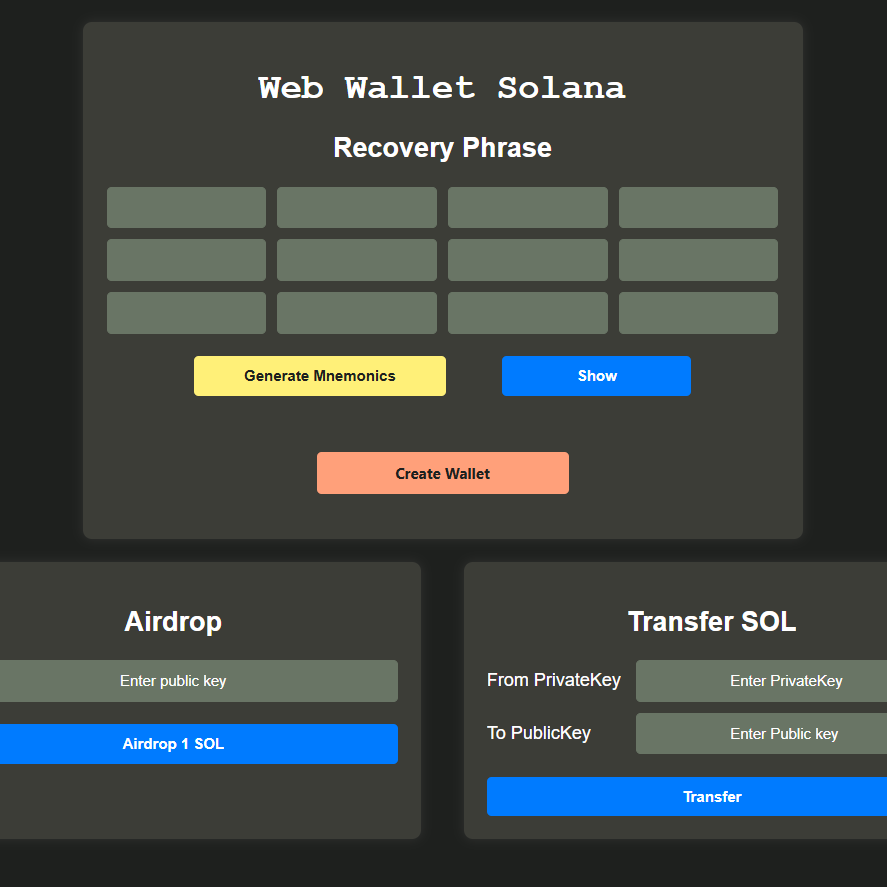 Web Wallet Solana
Recovery Phrase
Generate Mnemonics
Show
Create Wallet
Airdrop
Enter public key
Airdrop 1 SOL
Transfer SOL
From PrivateKey
Enter PrivateKey
To PublicKey
Enter Public key
Transfer